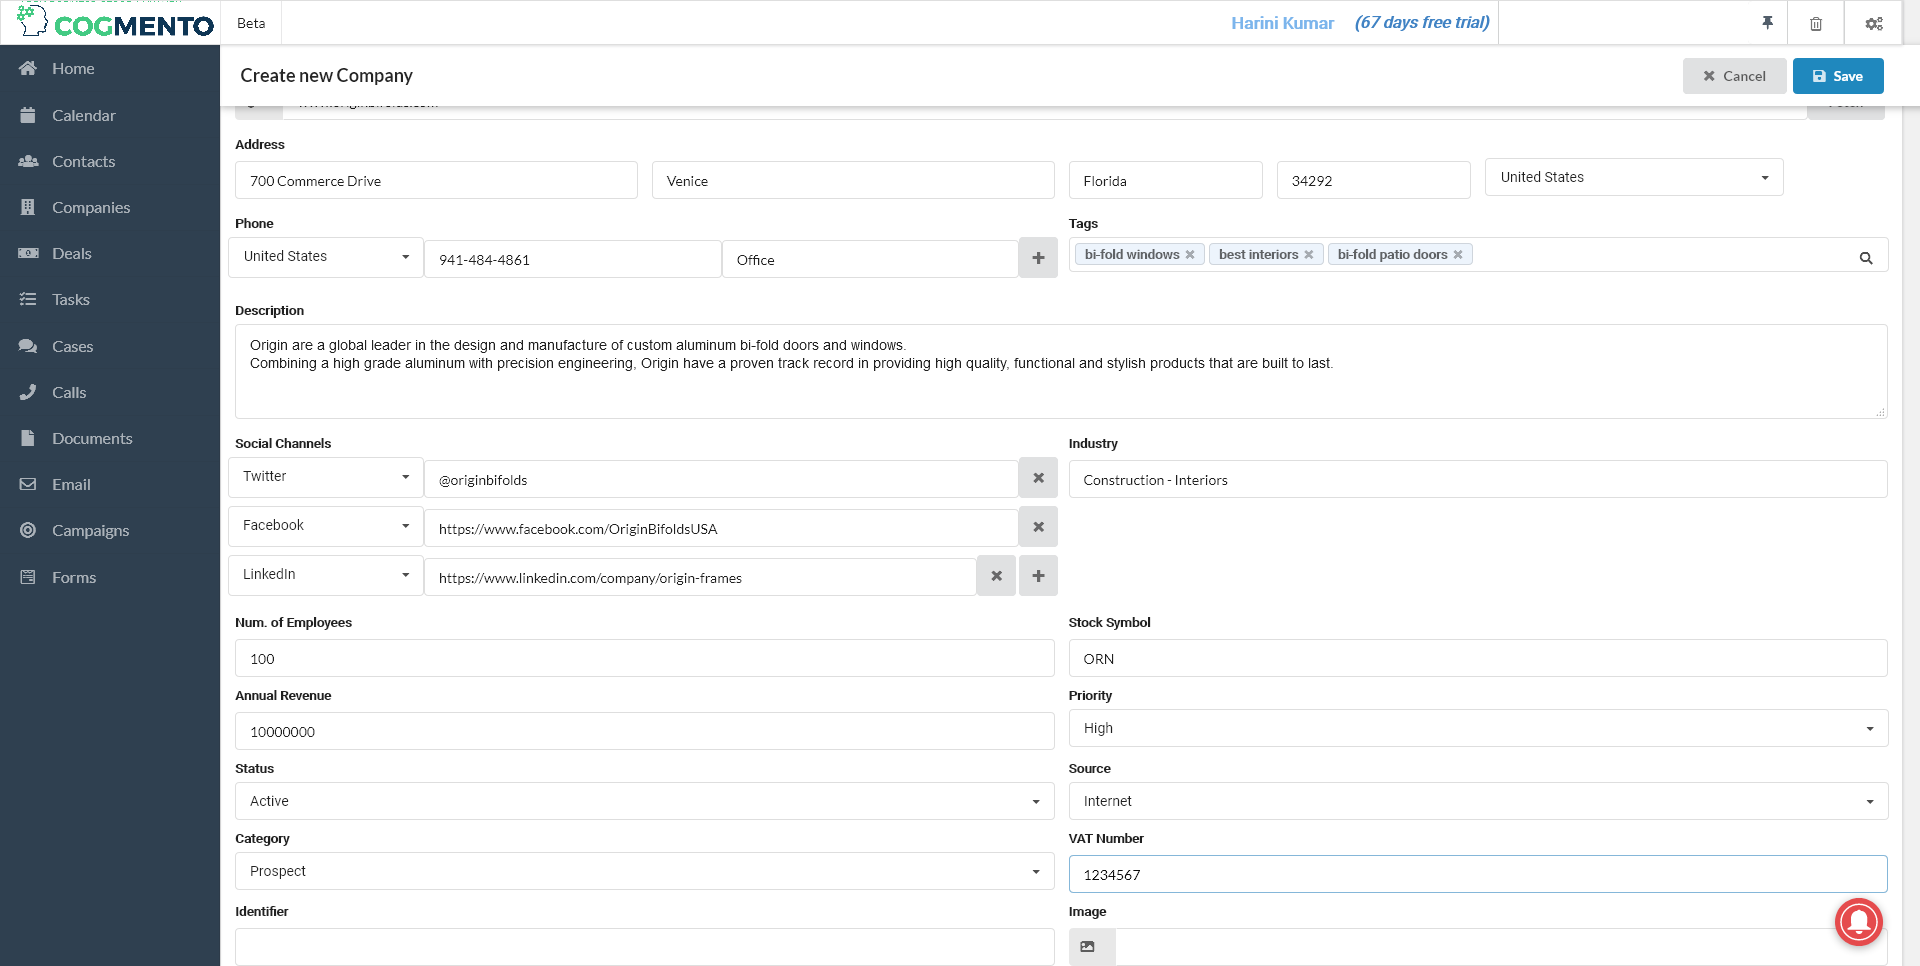 COGMENTO
Beta
Harini Kumar (67 days free trial)
Create new Company
Cancel
Save
Home
Calendar
Contacts
Companies
Deals
Tasks
Cases
Calls
Documents
Email
Campaigns
Forms
Address
700 Commerce Drive
Venice
Florida
34292
United States
Phone
Tags
United States
941-484-4861
Office
bi-fold windows
best interiors
bi-fold patio doors
Description
Origin are a global leader in the design and manufacture of custom aluminum bi-fold doors and windows.
Combining a high grade aluminum with precision engineering, Origin have a proven track record in providing high quality, functional and stylish products that are built to last.
Social Channels
Industry
Twitter
@originbifolds
Construction - Interiors
Facebook
https://www.facebook.com/OriginBifoldsUSA
LinkedIn
https://www.linkedin.com/company/origin-frames
Num. of Employees
Stock Symbol
100
ORN
Annual Revenue
Priority
10000000
High
Status
Source
Active
Internet
Category
VAT Number
Prospect
1234567
Identifier
Image